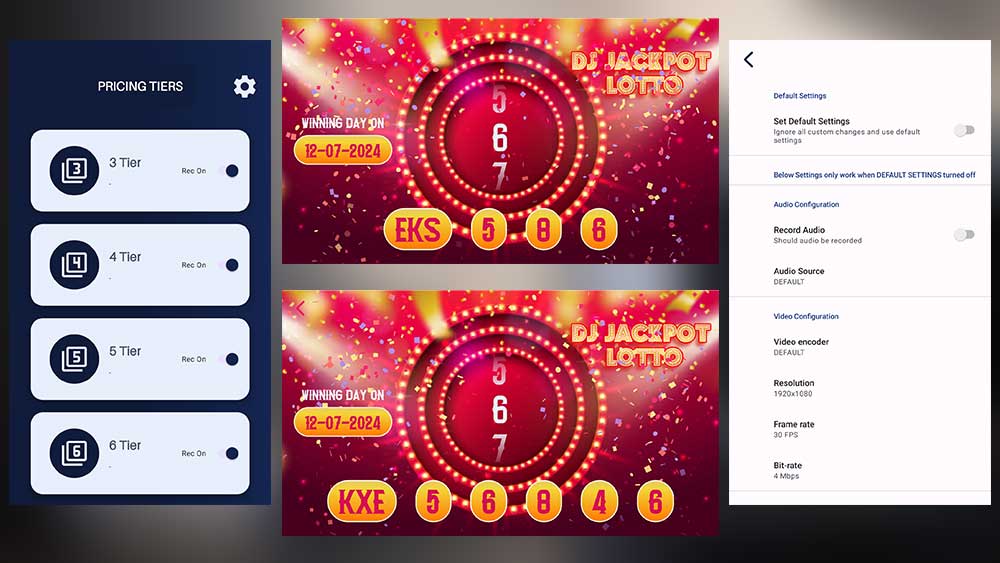 PRICING TIERS
3
3 Tier
Rec On
4
4 Tier
Rec On
5
5 Tier
Rec On
6
6 Tier
Rec On
DJ JACKPOT
LOTTO
WINNING DAY ON
12-07-2024
5
6
7
EKS 5 8 6
DJ JACKPOT
LOTTO
WINNING DAY ON
12-07-2024
5
6
7
KXE 5 6 8 4 6
Default Settings
Set Default Settings
Ignore all custom changes and use default
settings
Below Settings only work when DEFAULT SETTINGS turned off
Audio Configuration
Record Audio
Should audio be recorded
Audio Source
DEFAULT
Video Configuration
Video encoder
DEFAULT
Resolution
1920x1080
Frame rate
30 FPS
Bit-rate
4 Mbps